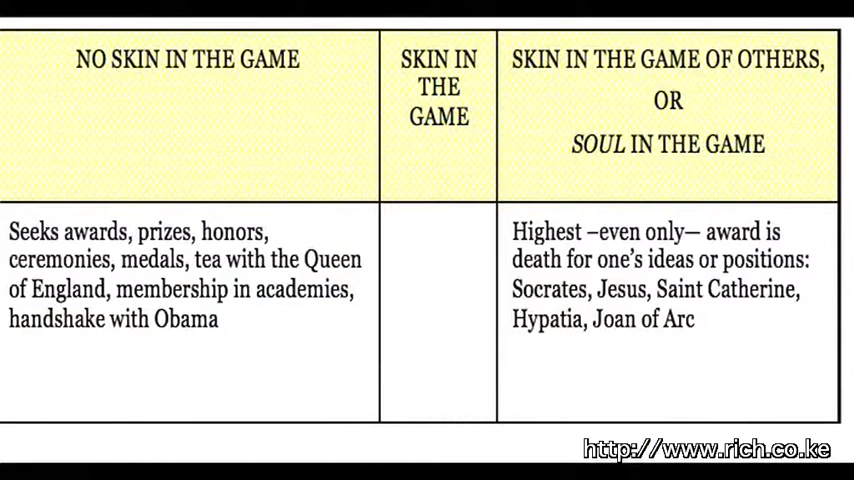 NO SKIN IN THE GAME
SKIN IN
THE
GAME
SKIN IN THE GAME OF OTHERS,
OR
SOUL IN THE GAME
Seeks awards, prizes, honors,
ceremonies, medals, tea with the Queen
of England, membership in academies,
handshake with Obama
Highest –even only— award is
death for one’s ideas or positions:
Socrates, Jesus, Saint Catherine,
Hypatia, Joan of Arc
http://www.rich.co.ke